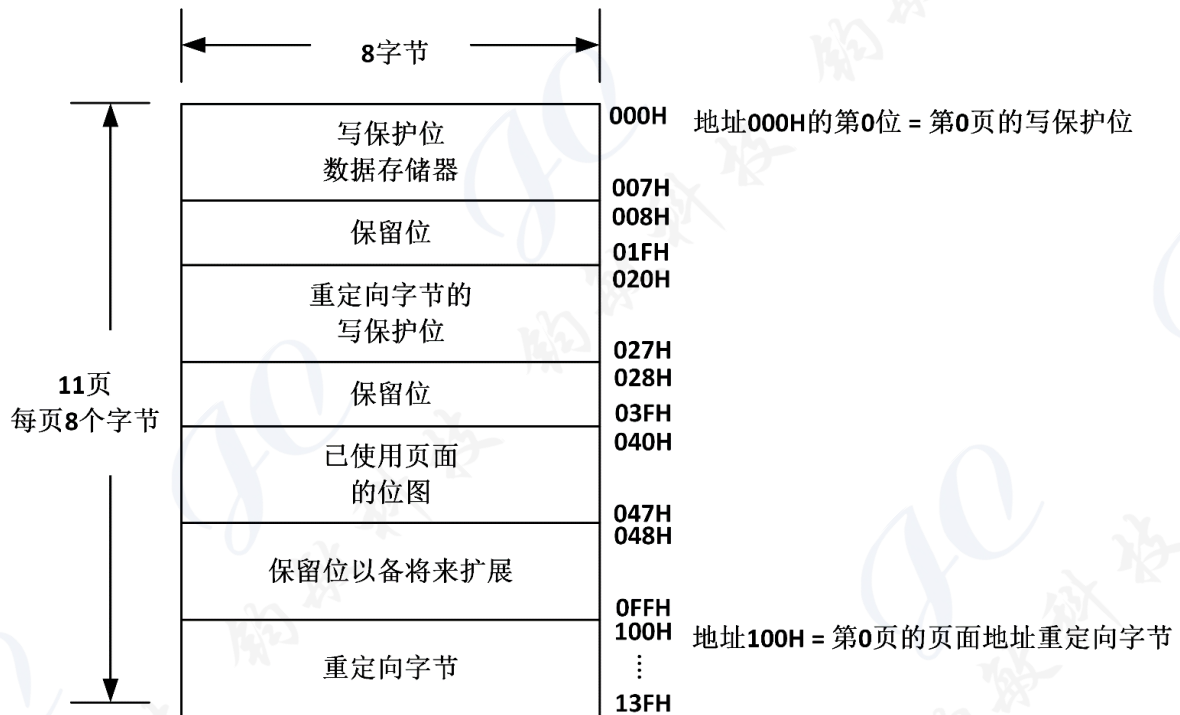 8字节
000H
地址000H的第0位 = 第0页的写保护位
写保护位
数据存储器
007H
008H
保留位
01FH
020H
重定向字节的
写保护位
027H
028H
保留位
03FH
11页
每页8个字节
040H
已使用页面
的位图
047H
048H
保留位以备将来扩展
0FFH
100H
地址100H = 第0页的页面地址重定向字节
重定向字节
⋮
13FH